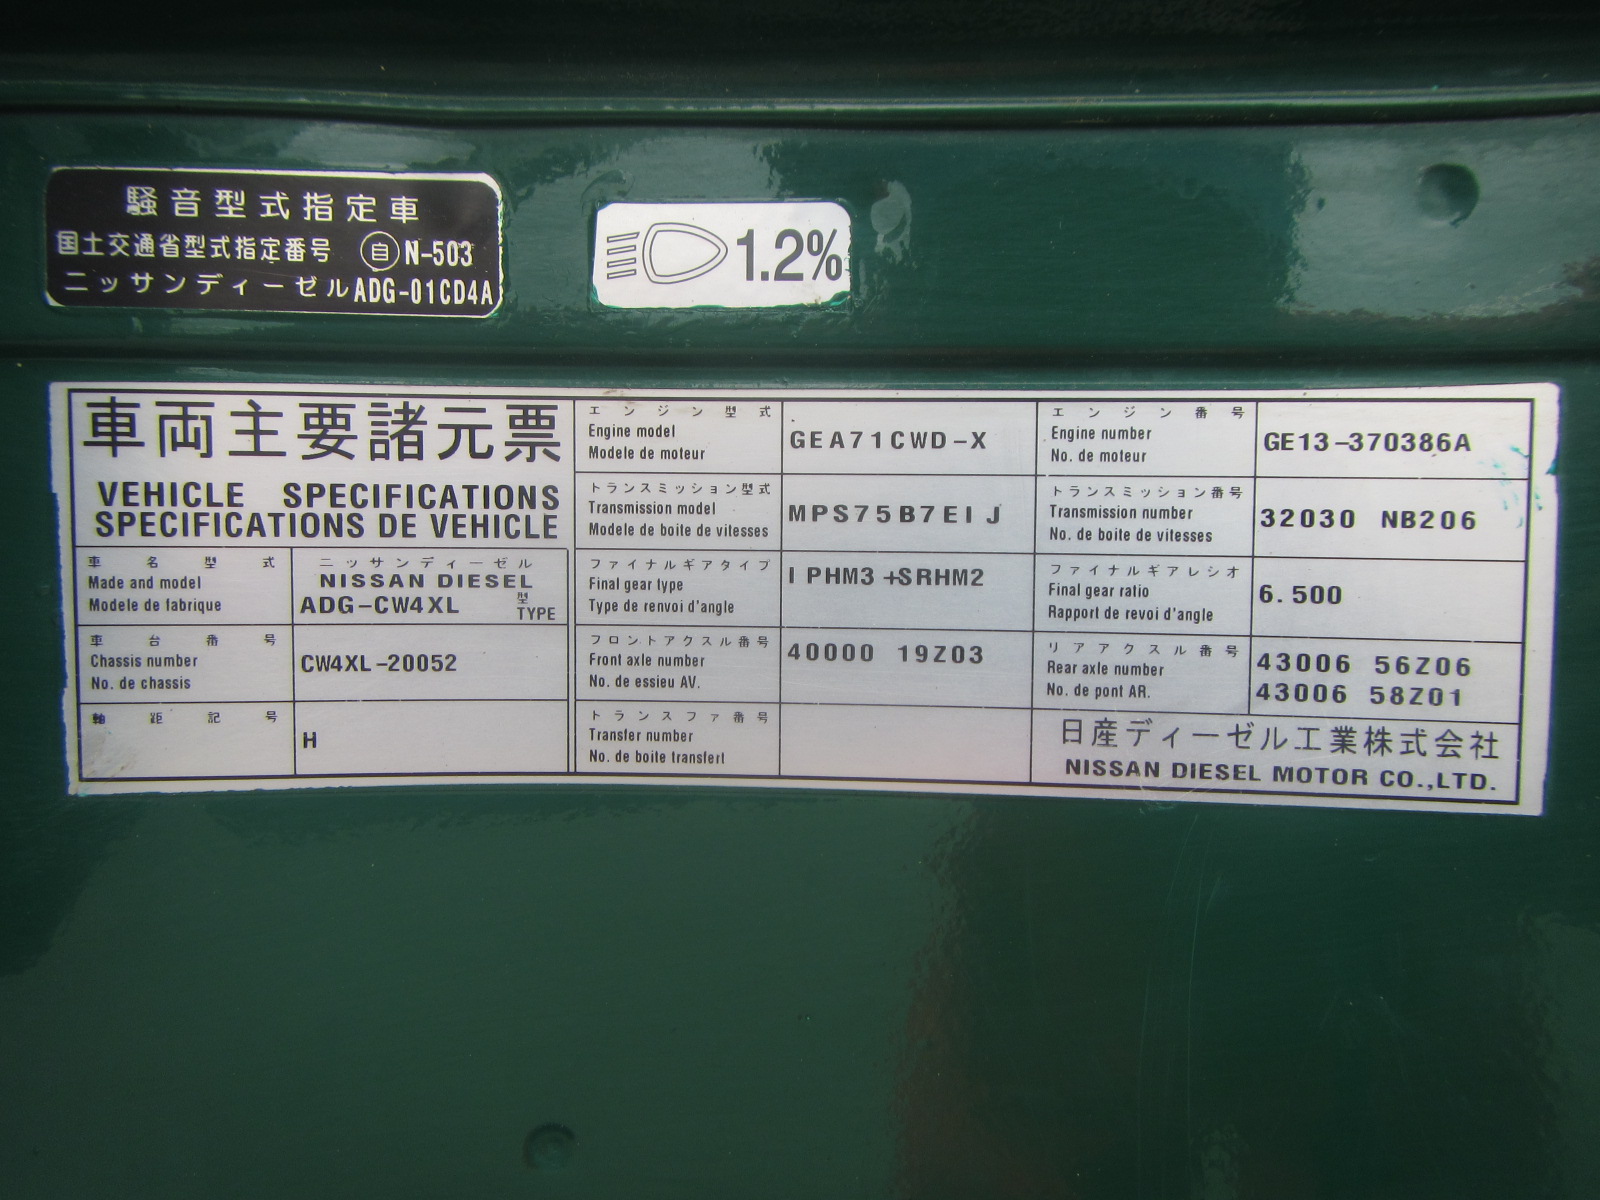 騒音型式指定車
国土交通省型式指定番号 自 N-503
ニッサンディーゼル ADG-01CD4A
1.2%
車両主要諸元票
VEHICLE SPECIFICATIONS
SPECIFICATIONS DE VEHICLE
車名型式
Made and model
Modele de fabrique
ニッサンディーゼル
NISSAN DIESEL
ADG-CW4XL 型
TYPE
車台番号
Chassis number
No. de chassis
CW4XL-20052
軸距記号
H
エンジン型式
Engine model
Modele de moteur
GEA71CWD-X
エンジン番号
Engine number
No. de moteur
GE13-370386A
トランスミッション型式
Transmission model
Modele de boite de vitesses
MPS75B7EIJ
トランスミッション番号
Transmission number
No. de boite de vitesses
32030 NB206
ファイナルギアタイプ
Final gear type
Type de renvoi d'angle
IPHM3+SRHM2
ファイナルギアレシオ
Final gear ratio
Rapport de revoi d'angle
6.500
フロントアクスル番号
Front axle number
No. de essieu AV.
40000 19Z03
リアアクスル番号
Rear axle number
No. de pont AR.
43006 56Z06
43006 58Z01
トランスファ番号
Transfer number
No. de boite transfert
日産ディーゼル工業株式会社
NISSAN DIESEL MOTOR CO.,LTD.